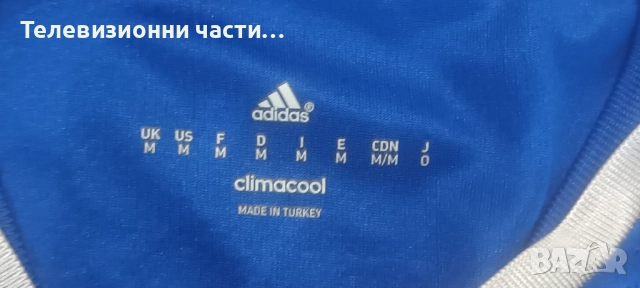 Телевизионни части…
adidas®
UK US F D I E CDN J
M M M M M M M/M O
climacool
MADE IN TURKEY
BAZAR